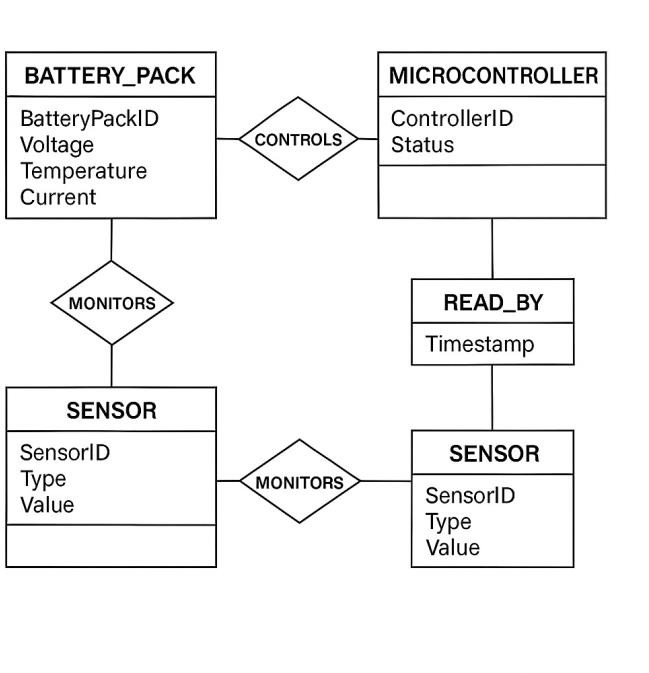 BATTERY_PACK
BatteryPackID
Voltage
Temperature
Current
CONTROLS
MICROCONTROLLER
ControllerID
Status
MONITORS
READ_BY
Timestamp
SENSOR
SensorID
Type
Value
MONITORS
SENSOR
SensorID
Type
Value